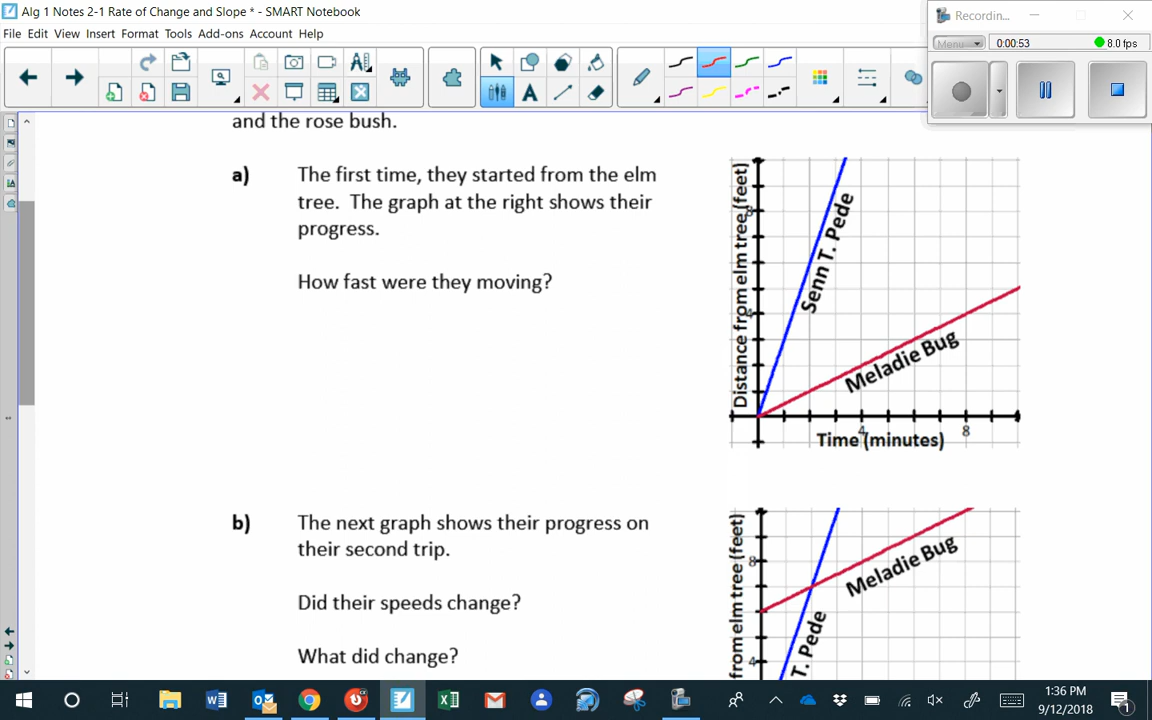 Alg 1 Notes 2-1 Rate of Change and Slope * - SMART Notebook
File Edit View Insert Format Tools Add-ons Account Help
Recordin...
Menu
0:00:53
8.0 fps
and the rose bush.
a) The first time, they started from the elm
tree. The graph at the right shows their
progress.
How fast were they moving?
Distance from elm tree (feet)
8
4
Senn T. Pede
Meladie Bug
4
8
Time (minutes)
b) The next graph shows their progress on
their second trip.
Did their speeds change?
What did change?
from elm tree (feet)
8
4
T. Pede
Meladie Bug
1:36 PM
9/12/2018
1